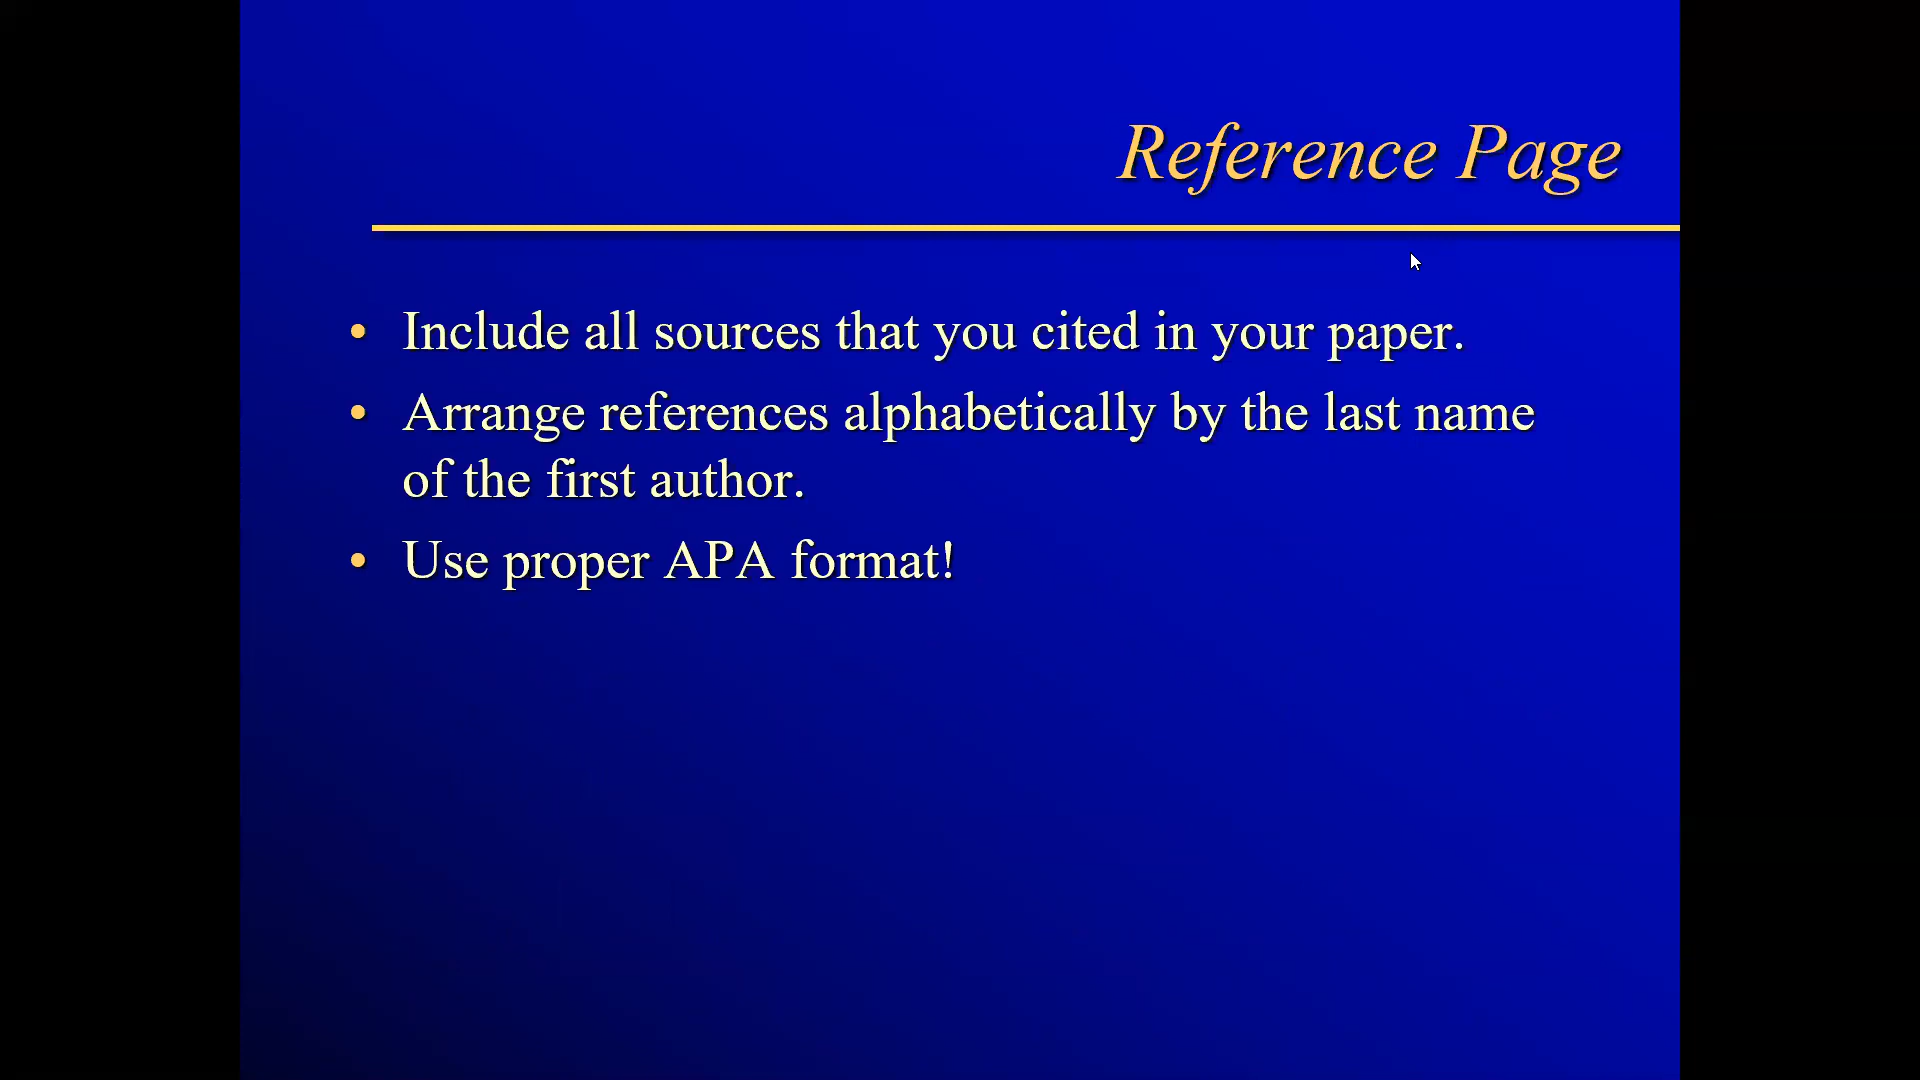 Reference Page
• Include all sources that you cited in your paper.
• Arrange references alphabetically by the last name
of the first author.
• Use proper APA format!